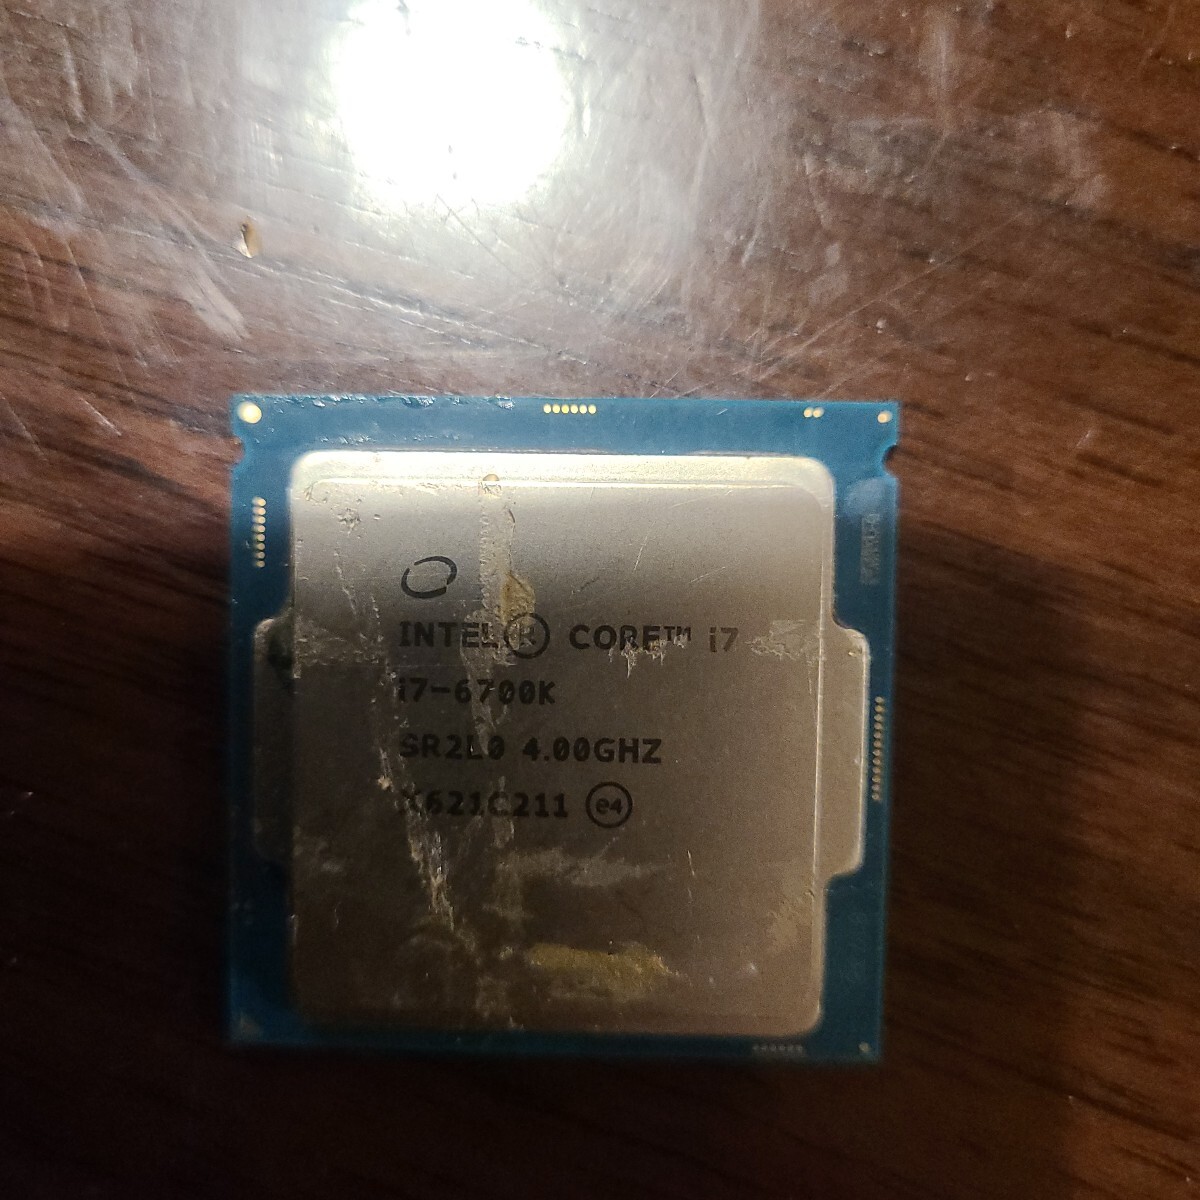 INTEL® CORE™ i7
i7-6700K
SR2L0 4.00GHZ
X621C211 e4